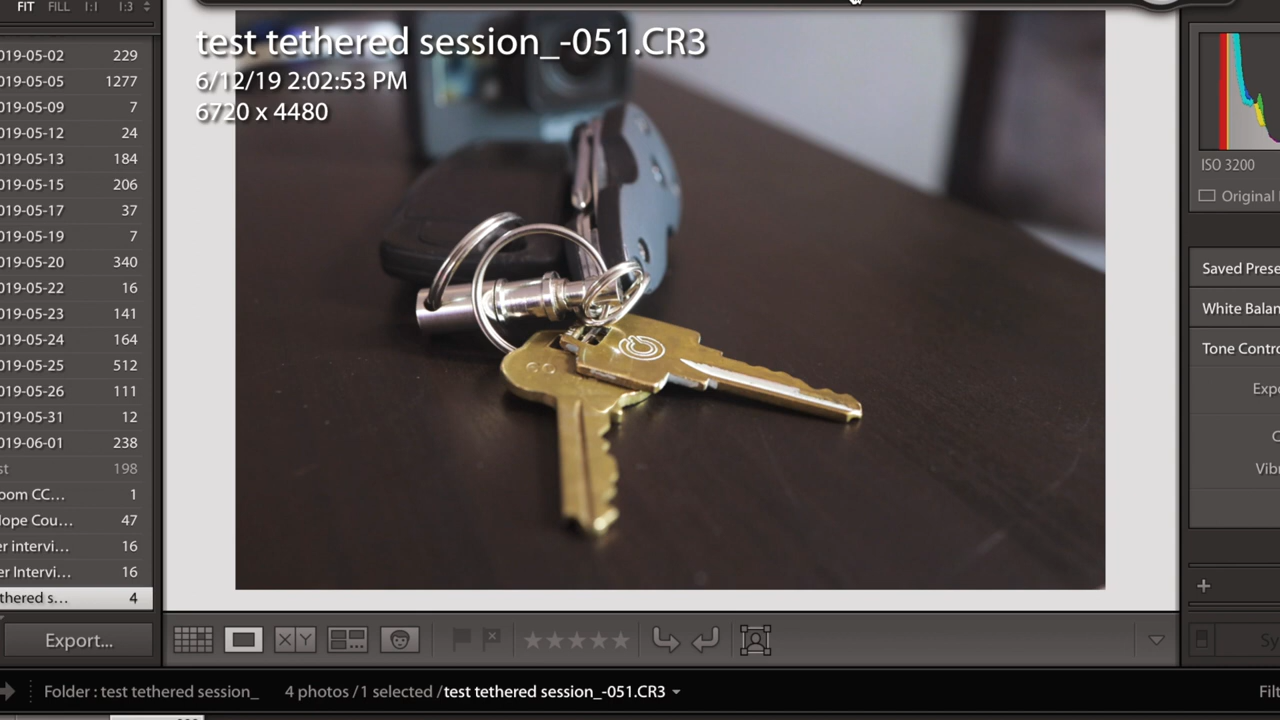 FIT FILL 1:1 1:3
test tethered session_-051.CR3
6/12/19 2:02:53 PM
6720 x 4480
019-05-02 229
019-05-05 1277
019-05-09 7
019-05-12 24
019-05-13 184
019-05-15 206
019-05-17 37
019-05-19 7
019-05-20 340
019-05-22 16
019-05-23 141
019-05-24 164
019-05-25 512
019-05-26 111
019-05-31 12
019-06-01 238
st 198
oom CC... 1
Hope Cou... 47
er intervi... 16
er Intervi... 16
thered s... 4
Export...
ISO 3200
Original
Saved Prese
White Balan
Tone Contro
Expo
C
Vib
XY
Sy
Folder : test tethered session_ 4 photos / 1 selected / test tethered session_-051.CR3
Filt